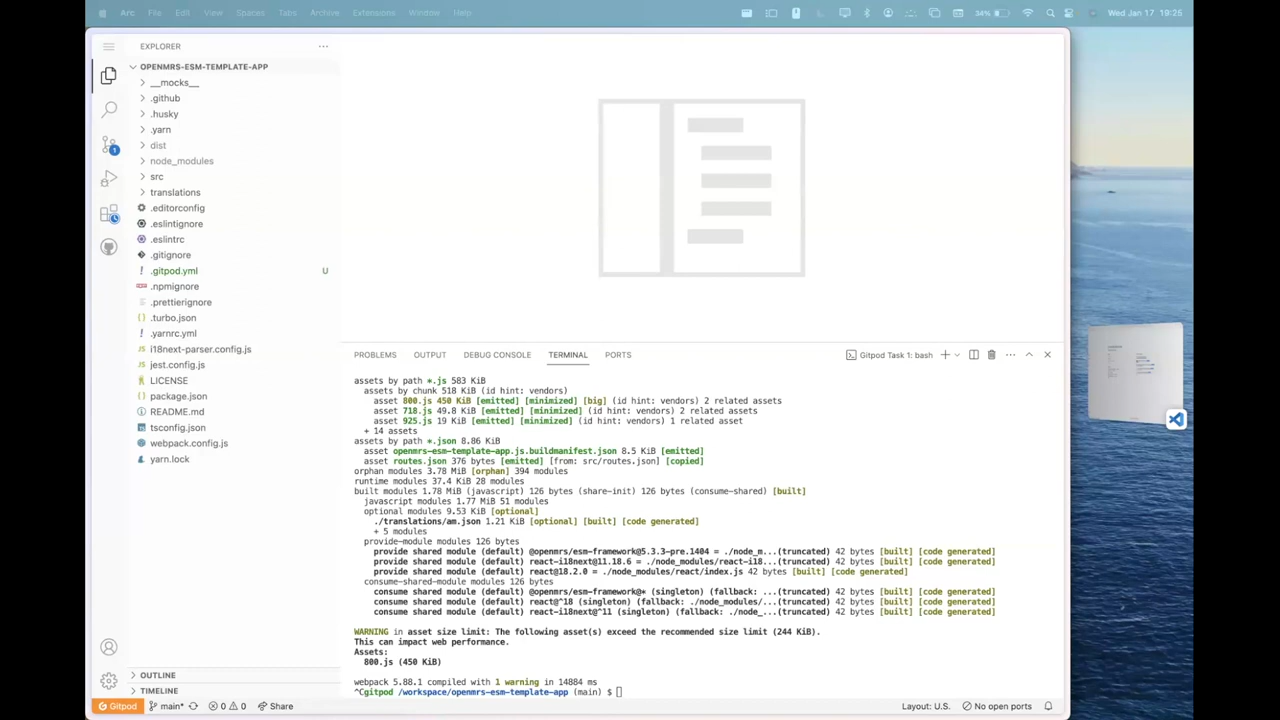 Arc File Edit View Spaces Tabs Archive Extensions Window Help 34% Wed Jan 17 19:25
EXPLORER
OPENMRS-ESM-TEMPLATE-APP
__mocks__
.github
.husky
.yarn
dist
node_modules
src
translations
.editorconfig
.eslintignore
.eslintrc
.gitignore
.gitpod.yml U
.npmignore
.prettierignore
.turbo.json
.yarnrc.yml
i18next-parser.config.js
jest.config.js
LICENSE
package.json
README.md
tsconfig.json
webpack.config.js
yarn.lock
OUTLINE
TIMELINE
1
PROBLEMS OUTPUT DEBUG CONSOLE TERMINAL PORTS Gitpod Task 1: bash
assets by path *.js 583 KiB
assets by chunk 518 KiB (id hint: vendors)
asset 800.js 450 KiB [emitted] [minimized] [big] (id hint: vendors) 2 related assets
asset 718.js 49.8 KiB [emitted] [minimized] (id hint: vendors) 2 related assets
asset 925.js 19 KiB [emitted] [minimized] (id hint: vendors) 1 related asset
+ 14 assets
assets by path *.json 8.86 KiB
asset openmrs-esm-template-app.js.buildmanifest.json 8.5 KiB [emitted]
asset routes.json 376 bytes [emitted] [from: src/routes.json] [copied]
orphan modules 3.78 MiB [orphan] 394 modules
runtime modules 37.4 KiB 28 modules
built modules 1.78 MiB (javascript) 126 bytes (share-init) 126 bytes (consume-shared) [built]
javascript modules 1.77 MiB 51 modules
optional modules 9.53 KiB [optional]
./translations/am.json 1.21 KiB [optional] [built] [code generated]
+ 5 modules
provide-module modules 126 bytes
provide shared module (default) @openmrs/esm-framework@5.3.3-pre.1404 = ./node_m...(truncated) 42 bytes [built] [code generated]
provide shared module (default) react-i18next@11.18.6 = ./node_modules/react-i18...(truncated) 42 bytes [built] [code generated]
provide shared module (default) react@18.2.0 = ./node_modules/react/index.js 42 bytes [built] [code generated]
consume-shared-module modules 126 bytes
consume shared module (default) @openmrs/esm-framework@* (singleton) (fallback: ...(truncated) 42 bytes [built] [code generated]
consume shared module (default) react@^18 (singleton) (fallback: ./node_modules/...(truncated) 42 bytes [built] [code generated]
consume shared module (default) react-i18next@^11 (singleton) (fallback: ./node_...(truncated) 42 bytes [built] [code generated]
WARNING in asset size limit: The following asset(s) exceed the recommended size limit (244 KiB).
This can impact web performance.
Assets:
800.js (450 KiB)
webpack 5.88.1 compiled with 1 warning in 14884 ms
^CGitpod /workspace/openmrs-esm-template-app (main) $
Gitpod main* 0 0 Share Layout: U.S. No open ports